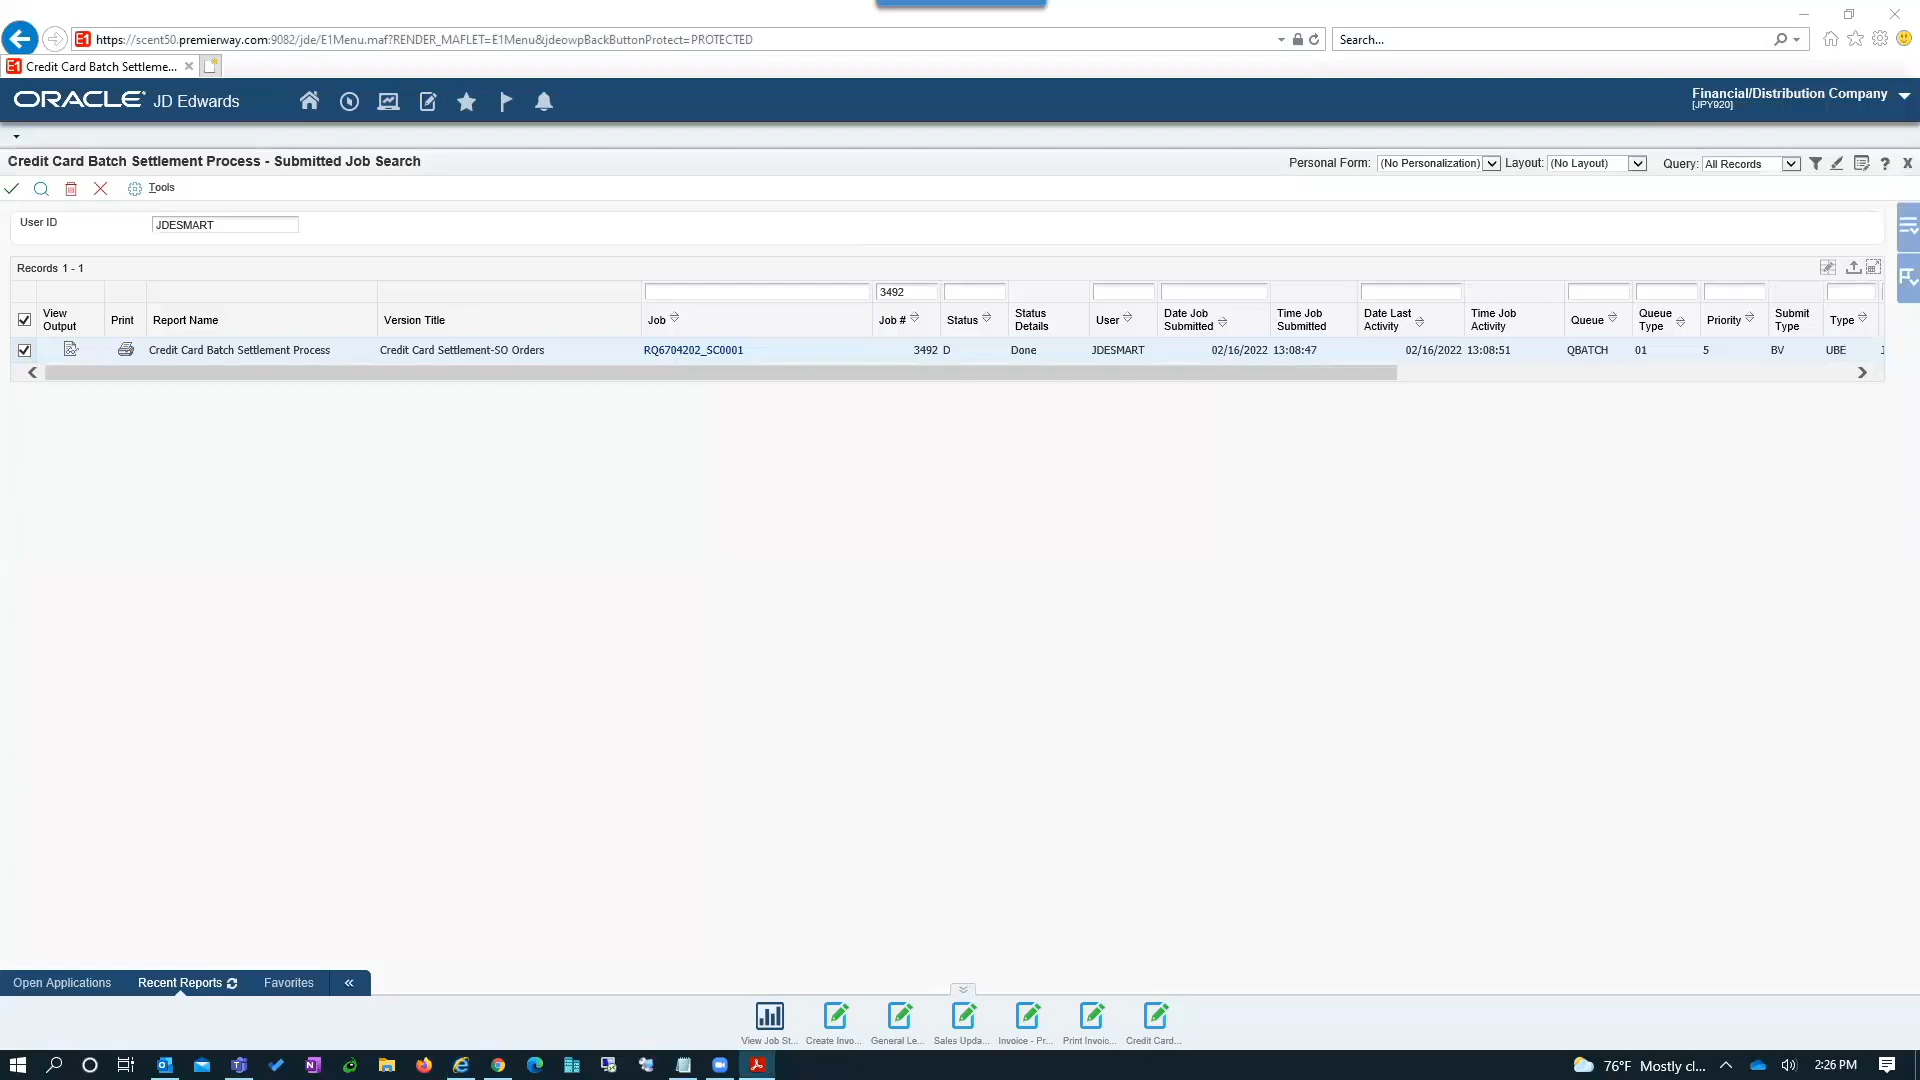 https://scent50.premierway.com:9082/jde/E1Menu.maf?RENDER_MAFLET=E1Menu&jdeowpBackButtonProtect=PROTECTED
Search...
E1 Credit Card Batch Settleme...
ORACLE JD Edwards
Financial/Distribution Company
[JPY920]
Credit Card Batch Settlement Process - Submitted Job Search
Personal Form: (No Personalization) Layout: (No Layout) Query: All Records
Tools
User ID JDESMART
Records 1 - 1
3492
View Output Print Report Name Version Title Job Job # Status Status Details User Date Job Submitted Time Job Submitted Date Last Activity Time Job Activity Queue Queue Type Priority Submit Type Type
Credit Card Batch Settlement Process Credit Card Settlement-SO Orders RQ6704202_SC0001 3492 D Done JDESMART 02/16/2022 13:08:47 02/16/2022 13:08:51 QBATCH 01 5 BV UBE
Open Applications Recent Reports Favorites «
View Job St... Create Invo... General Le... Sales Upda... Invoice - Pr... Print Invoic... Credit Card...
76°F Mostly cl... 2:26 PM